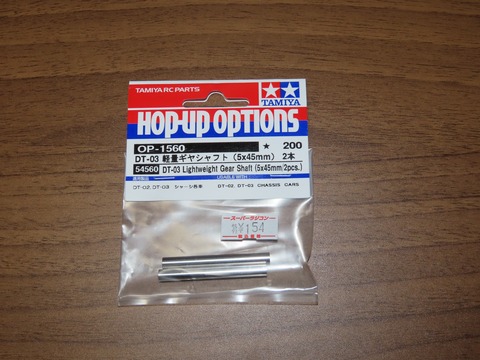 TAMIYA RC PARTS
TAMIYA
HOP-UP OPTIONS
OP-1560 ★ 200
DT-03 軽量ギヤシャフト (5x45mm) 2本
54560 DT-03 Lightweight Gear Shaft (5x45mm/2pcs.)
USABLE WITH
DT-02, DT-03 シャーシ各車 DT-02, DT-03 CHASSIS CARS
スーパーラジコン
¥154